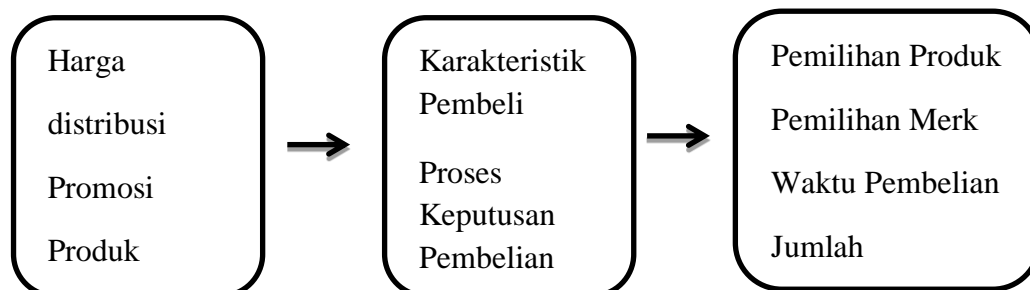 Harga
distribusi
Promosi
Produk
Karakteristik
Pembeli
Proses
Keputusan
Pembelian
Pemilihan Produk
Pemilihan Merk
Waktu Pembelian
Jumlah